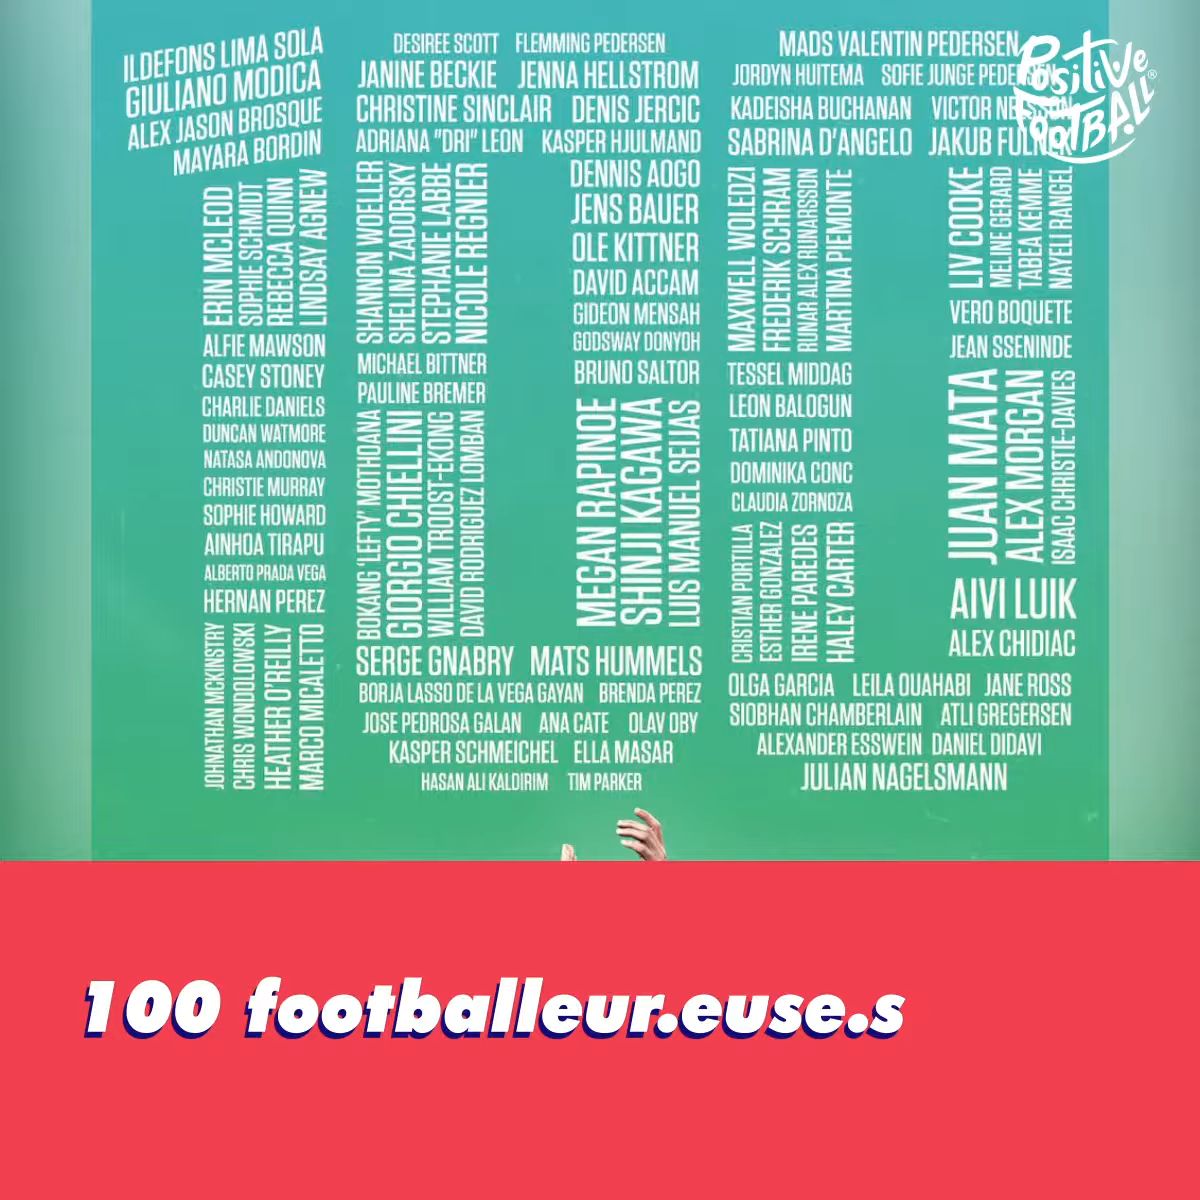 ILDEFONS LIMA SOLA
GIULIANO MODICA
ALEX JASON BROSQUE
MAYARA BORDIN
ERIN MCLEOD
SOPHIE SCHMIDT
REBECCA QUINN
LINDSAY AGNEW
ALFIE MAWSON
CASEY STONEY
CHARLIE DANIELS
DUNCAN WATMORE
NATASA ANDONOVA
CHRISTIE MURRAY
SOPHIE HOWARD
AINHOA TIRAPU
ALBERTO PRADA VEGA
HERNAN PEREZ
JOHNATHAN MCKINSTRY
CHRIS WONDOLOWSKI
HEATHER O'REILLY
MARCO MICALETTO
DESIREE SCOTT FLEMMING PEDERSEN
JANINE BECKIE JENNA HELLSTROM
CHRISTINE SINCLAIR DENIS JERCIC
ADRIANA "DRI" LEON KASPER HJULMAND
SHANNON WOELLER
SHELINA ZADORSKY
STEPHANIE LABBE
NICOLE REGNIER
MICHAEL BITTNER
PAULINE BREMER
BOKANG 'LEFTY' MOTHOANA
GIORGIO CHIELLINI
WILLIAM TROOST-EKONG
DAVID RODRIGUEZ LOMBAN
DENNIS AOGO
JENS BAUER
OLE KITTNER
DAVID ACCAM
GIDEON MENSAH
GODSWAY DONYOH
BRUNO SALTOR
MEGAN RAPINOE
SHINJI KAGAWA
LUIS MANUEL SEIJAS
SERGE GNABRY MATS HUMMELS
BORJA LASSO DE LA VEGA GAYAN BRENDA PEREZ
JOSE PEDROSA GALAN ANA CATE OLAV OBY
KASPER SCHMEICHEL ELLA MASAR
HASAN ALI KALDIRIM TIM PARKER
MADS VALENTIN PEDERSEN
JORDYN HUITEMA SOFIE JUNGE
KADEISHA BUCHANAN VICTOR
SABRINA D'ANGELO JAKUB
MAXWELL WOLEDZI
FREDERIK SCHRAM
RUNAR ALEX RUNARSSON
MARTINA PIEMONTE
TESSEL MIDDAG
LEON BALOGUN
TATIANA PINTO
DOMINIKA CONC
CLAUDIA ZORNOZA
CRISTIAN PORTILLA
ESTHER GONZALEZ
IRENE PAREDES
HALEY CARTER
LIV COOKE
MELINE GERARD
TABEA KEMME
NAYELI RANGEL
VERO BOQUETE
JEAN SSENINDE
JUAN MATA
ALEX MORGAN
ISAAC CHRISTIE-DAVIES
AIVI LUIK
ALEX CHIDIAC
OLGA GARCIA LEILA OUAHABI JANE ROSS
SIOBHAN CHAMBERLAIN ATLI GREGERSEN
ALEXANDER ESSWEIN DANIEL DIDAVI
JULIAN NAGELSMANN
Positive
FOOTBALL®
100 footballeur.euse.s